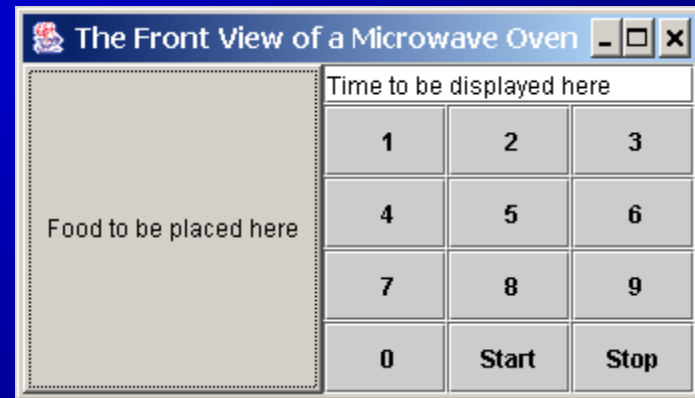 The Front View of a Microwave Oven
Time to be displayed here
1 2 3
Food to be placed here
4 5 6
7 8 9
0 Start Stop